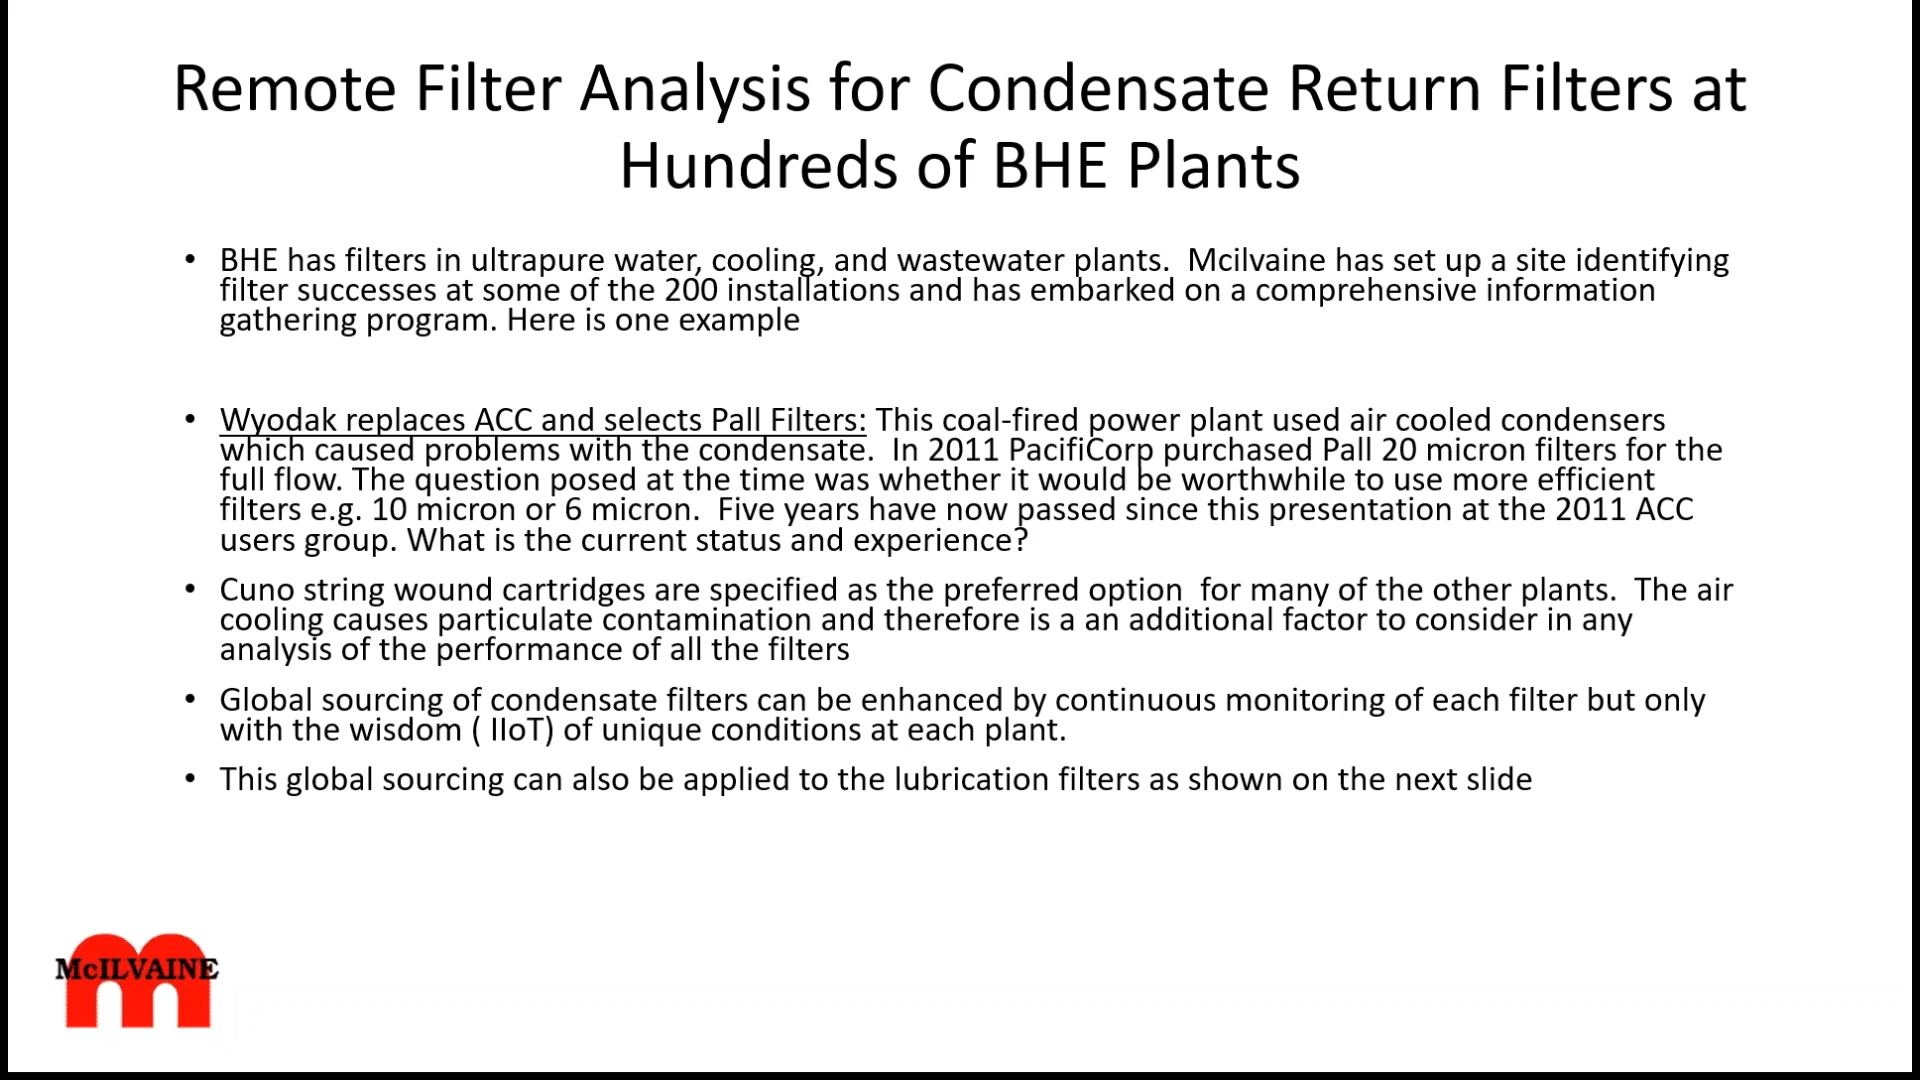 Remote Filter Analysis for Condensate Return Filters at
Hundreds of BHE Plants
• BHE has filters in ultrapure water, cooling, and wastewater plants.  Mcilvaine has set up a site identifying
filter successes at some of the 200 installations and has embarked on a comprehensive information
gathering program. Here is one example
• Wyodak replaces ACC and selects Pall Filters: This coal-fired power plant used air cooled condensers
which caused problems with the condensate.  In 2011 PacifiCorp purchased Pall 20 micron filters for the
full flow. The question posed at the time was whether it would be worthwhile to use more efficient
filters e.g. 10 micron or 6 micron.  Five years have now passed since this presentation at the 2011 ACC
users group. What is the current status and experience?
• Cuno string wound cartridges are specified as the preferred option  for many of the other plants.  The air
cooling causes particulate contamination and therefore is a an additional factor to consider in any
analysis of the performance of all the filters
• Global sourcing of condensate filters can be enhanced by continuous monitoring of each filter but only
with the wisdom ( IIoT) of unique conditions at each plant.
• This global sourcing can also be applied to the lubrication filters as shown on the next slide
McILVAINE